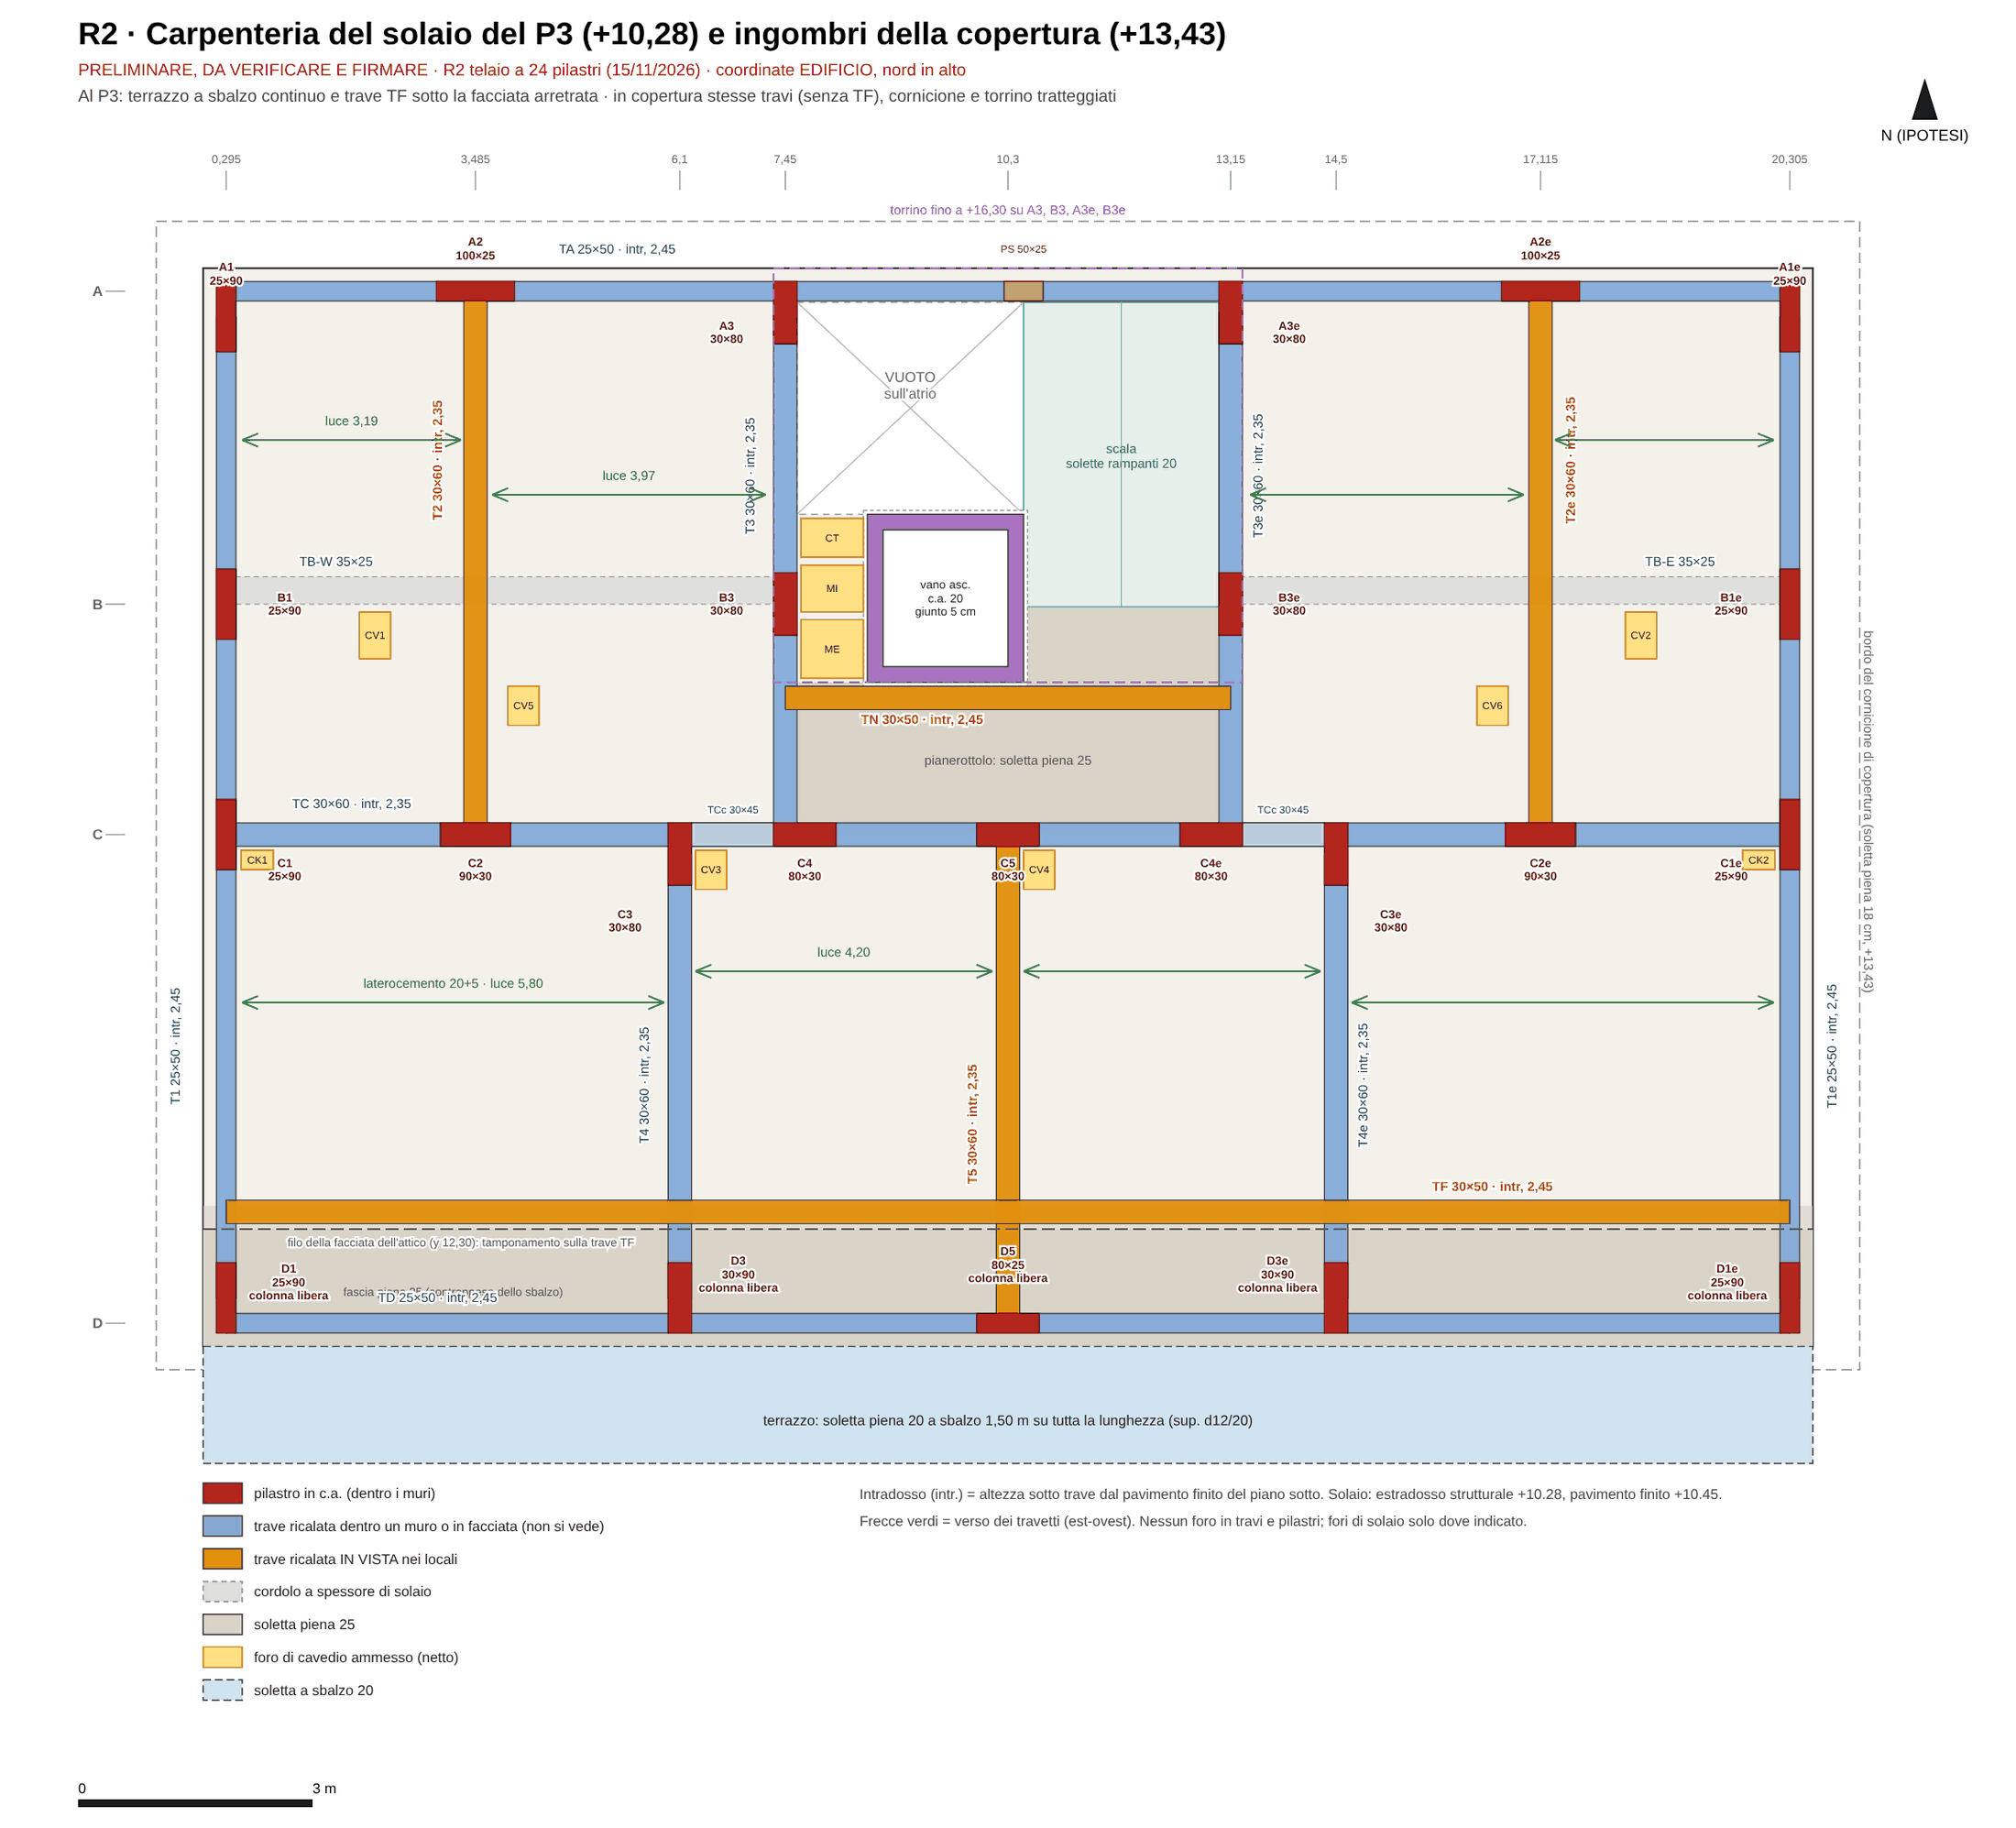 R2 · Carpenteria del solaio del P3 (+10,28) e ingombri della copertura (+13,43)
PRELIMINARE, DA VERIFICARE E FIRMARE · R2 telaio a 24 pilastri (15/11/2026) · coordinate EDIFICIO, nord in alto
Al P3: terrazzo a sbalzo continuo e trave TF sotto la facciata arretrata · in copertura stesse travi (senza TF), cornicione e torrino tratteggiati
N (IPOTESI)
0,295
3,485
6,1
7,45
10,3
13,15
14,5
17,115
20,305
torrino fino a +16,30 su A3, B3, A3e, B3e
A2
100×25
TA 25×50 · intr, 2,45
PS 50×25
A2e
100×25
A1
25×90
A1e
25×90
A
A3
30×80
A3e
30×80
VUOTO
sull'atrio
luce 3,19
T2 30×60 · intr, 2,35
luce 3,97
T3 30×60 · intr, 2,35
scala
solette rampanti 20
T3e 30×60 · intr, 2,35
T2e 30×60 · intr, 2,35
CT
TB-W 35×25
TB-E 35×25
MI
vano asc.
c.a. 20
giunto 5 cm
B
B1
25×90
B3
30×80
B3e
30×80
B1e
25×90
CV1
ME
CV2
CV5
CV6
TN 30×50 · intr, 2,45
pianerottolo: soletta piena 25
TC 30×60 · intr, 2,35
TCc 30×45
TCc 30×45
C
CK1
C1
25×90
C2
90×30
CV3
C4
80×30
C5
80×30
CV4
C4e
80×30
C2e
90×30
C1e
25×90
CK2
C3
30×80
C3e
30×80
bordo del cornicione di copertura (soletta piena 18 cm, +13,43)
luce 4,20
laterocemento 20+5 · luce 5,80
T1 25×50 · intr, 2,45
T4 30×60 · intr, 2,35
T5 30×60 · intr, 2,35
T4e 30×60 · intr, 2,35
T1e 25×50 · intr, 2,45
TF 30×50 · intr, 2,45
filo della facciata dell'attico (y 12,30): tamponamento sulla trave TF
D1
25×90
colonna libera
fascia piena 25 (contrappeso dello sbalzo)
TD 25×50 · intr, 2,45
D3
30×90
colonna libera
D5
80×25
colonna libera
D3e
30×90
colonna libera
D1e
25×90
colonna libera
D
terrazzo: soletta piena 20 a sbalzo 1,50 m su tutta la lunghezza (sup. d12/20)
pilastro in c.a. (dentro i muri)
trave ricalata dentro un muro o in facciata (non si vede)
trave ricalata IN VISTA nei locali
cordolo a spessore di solaio
soletta piena 25
foro di cavedio ammesso (netto)
soletta a sbalzo 20
Intradosso (intr.) = altezza sotto trave dal pavimento finito del piano sotto. Solaio: estradosso strutturale +10.28, pavimento finito +10.45.
Frecce verdi = verso dei travetti (est-ovest). Nessun foro in travi e pilastri; fori di solaio solo dove indicato.
0
3 m